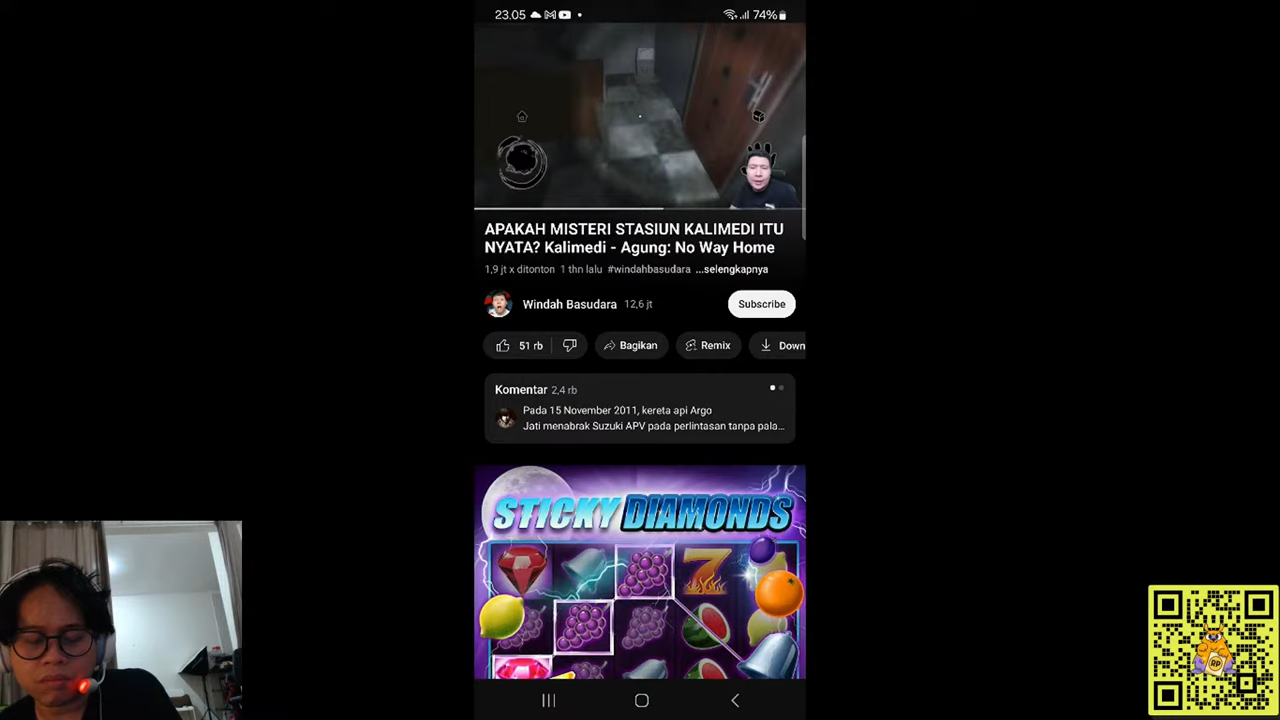 23.05
74%
APAKAH MISTERI STASIUN KALIMEDI ITU
NYATA? Kalimedi - Agung: No Way Home
1,9 jt x ditonton 1 thn lalu #windahbasudara ...selengkapnya
Windah Basudara 12,6 jt
Subscribe
51 rb
Bagikan
Remix
Down
Komentar 2,4 rb
Pada 15 November 2011, kereta api Argo
Jati menabrak Suzuki APV pada perlintasan tanpa pala...
STICKY DIAMONDS
7
RP